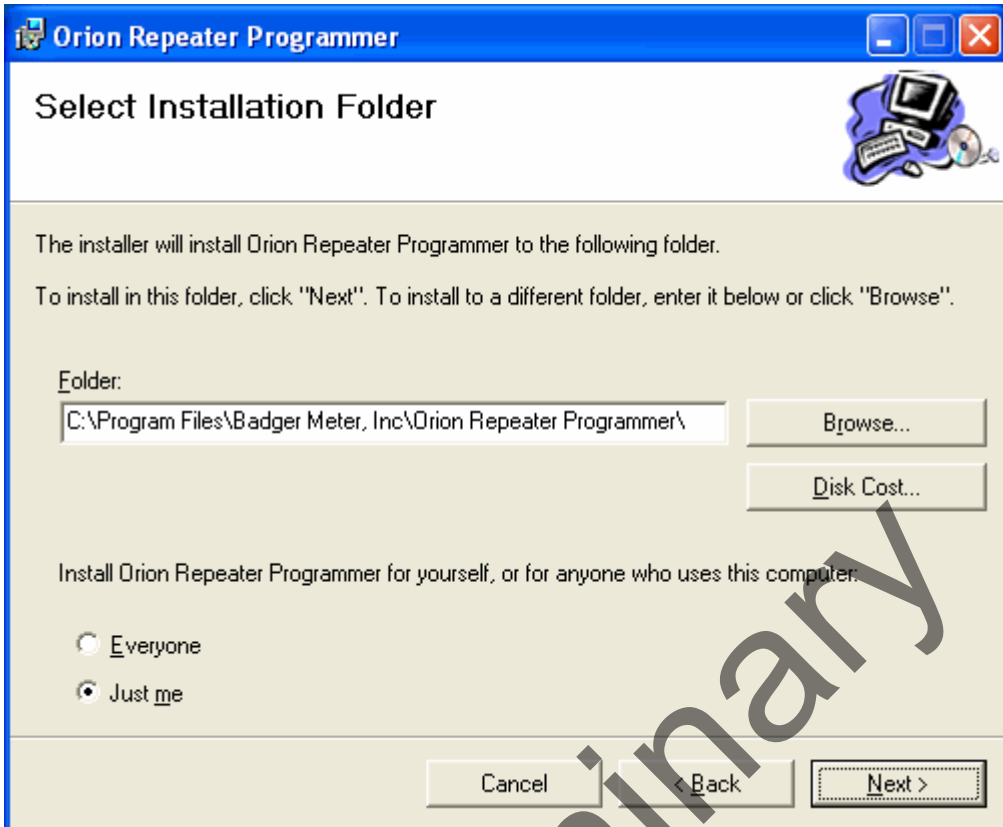 Orion Repeater Programmer
Select Installation Folder
The installer will install Orion Repeater Programmer to the following folder.
To install in this folder, click "Next". To install to a different folder, enter it below or click "Browse".
Folder:
C:\Program Files\Badger Meter, Inc\Orion Repeater Programmer\
Browse...
Disk Cost...
Install Orion Repeater Programmer for yourself, or for anyone who uses this computer:
Everyone
Just me
Cancel
< Back
Next >
inary